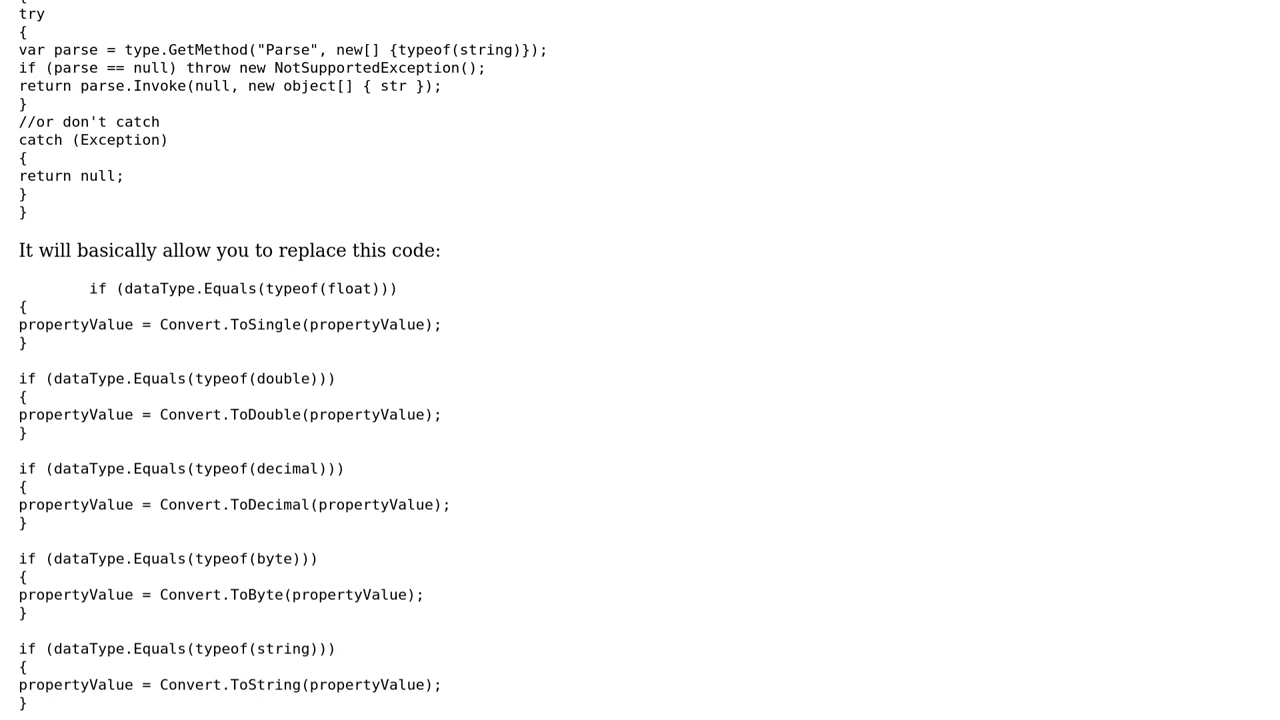 {
try
{
var parse = type.GetMethod("Parse", new[] {typeof(string)});
if (parse == null) throw new NotSupportedException();
return parse.Invoke(null, new object[] { str });
}
//or don't catch
catch (Exception)
{
return null;
}
}
It will basically allow you to replace this code:
if (dataType.Equals(typeof(float)))
{
propertyValue = Convert.ToSingle(propertyValue);
}
if (dataType.Equals(typeof(double)))
{
propertyValue = Convert.ToDouble(propertyValue);
}
if (dataType.Equals(typeof(decimal)))
{
propertyValue = Convert.ToDecimal(propertyValue);
}
if (dataType.Equals(typeof(byte)))
{
propertyValue = Convert.ToByte(propertyValue);
}
if (dataType.Equals(typeof(string)))
{
propertyValue = Convert.ToString(propertyValue);
}